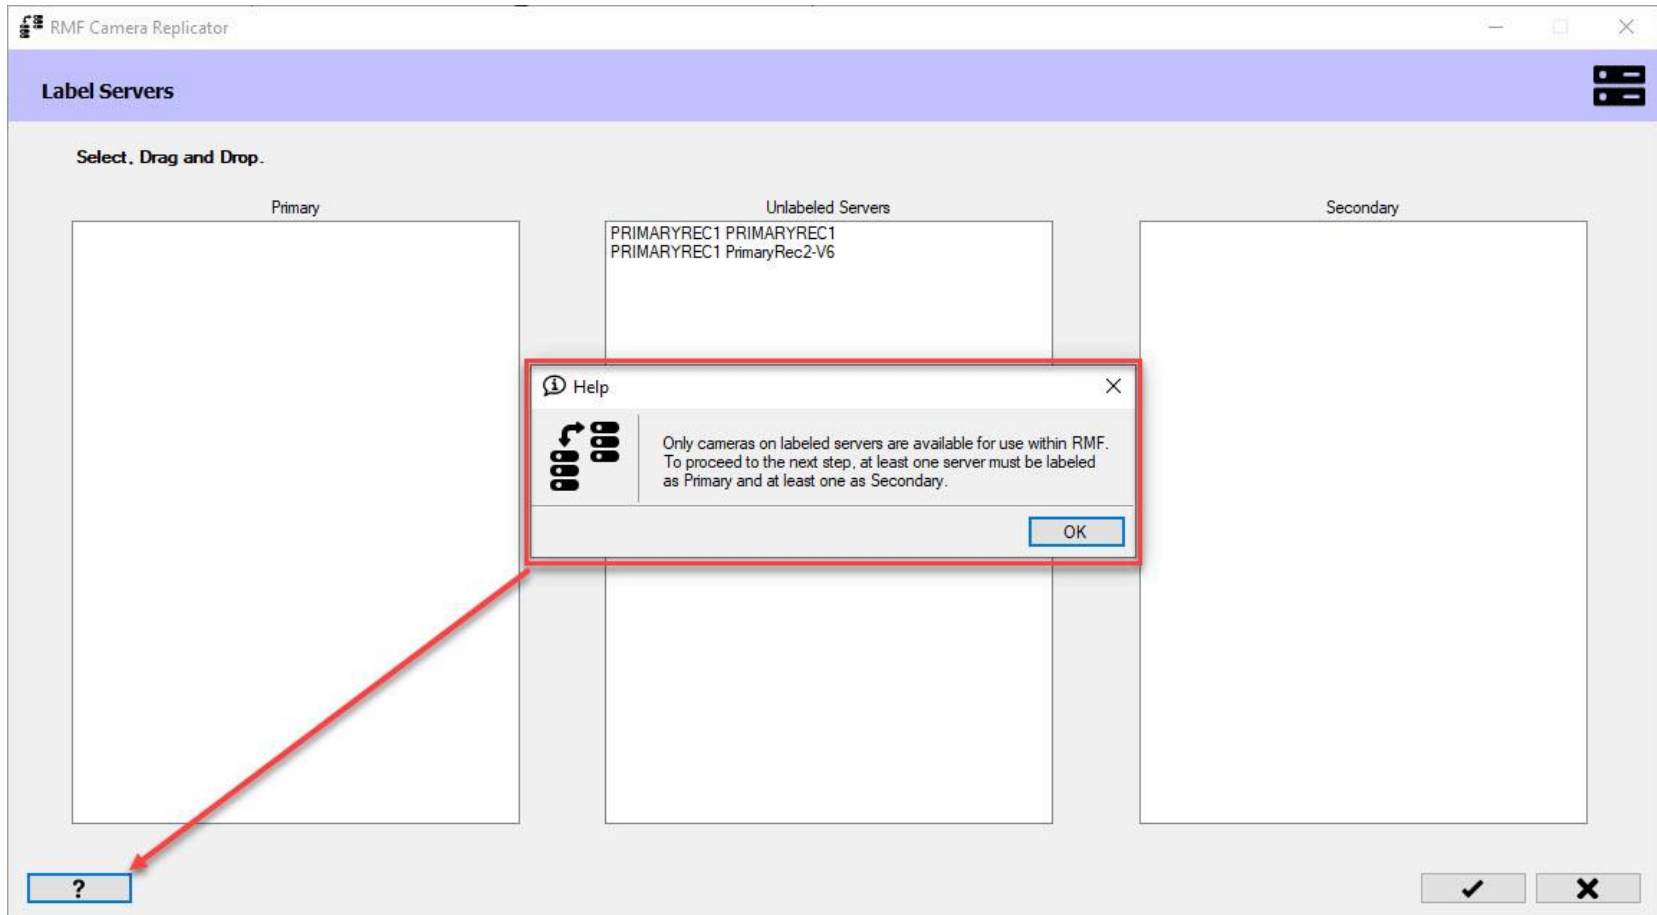 RMF Camera Replicator
Label Servers
Select, Drag and Drop.
Primary
Unlabeled Servers
Secondary
PRIMARYREC1 PRIMARYREC1
PRIMARYREC1 PrimaryRec2-V6
Help
Only cameras on labeled servers are available for use within RMF.
To proceed to the next step, at least one server must be labeled
as Primary and at least one as Secondary.
OK
?